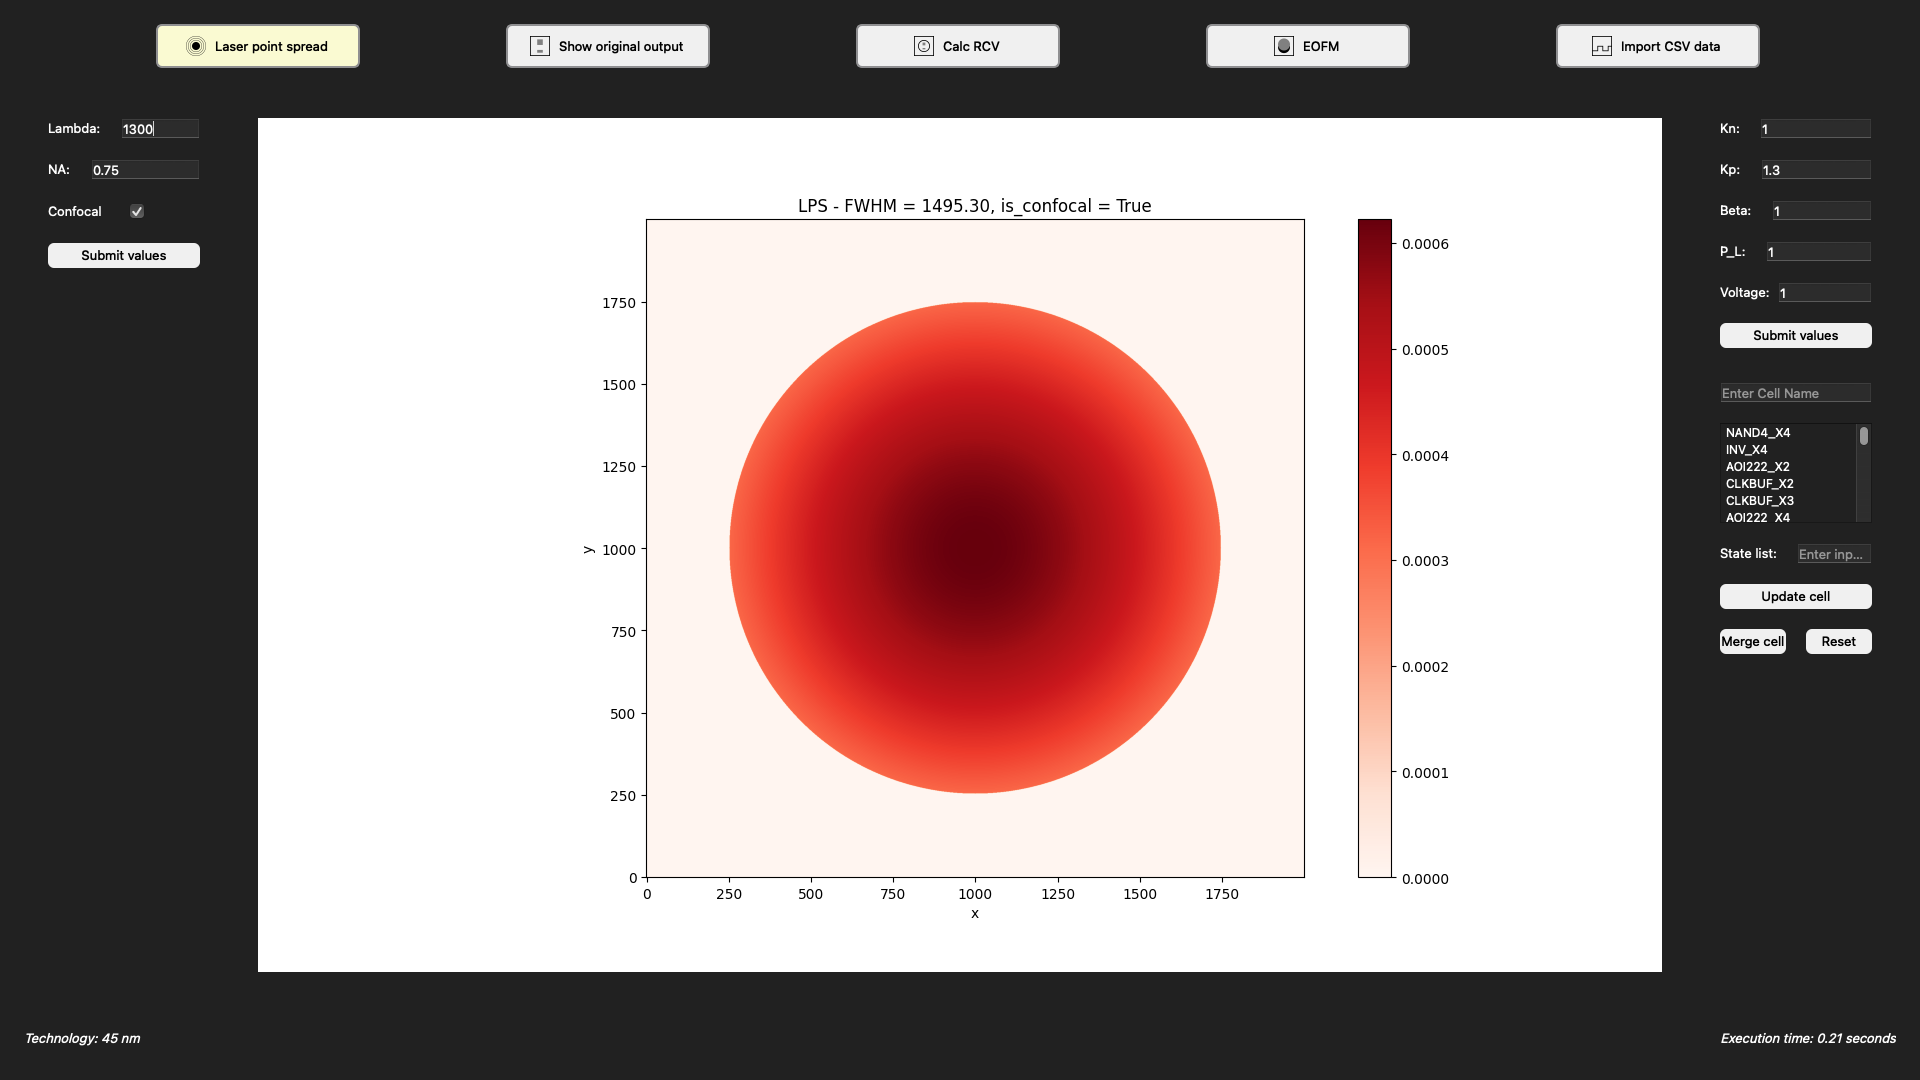 Laser point spread
Show original output
Calc RCV
EOFM
Import CSV data
Lambda: 1300
NA: 0.75
Confocal
Submit values
LPS - FWHM = 1495.30, is_confocal = True
1750
1500
1250
1000
750
500
250
0
y
0 250 500 750 1000 1250 1500 1750
x
0.0006
0.0005
0.0004
0.0003
0.0002
0.0001
0.0000
Kn: 1
Kp: 1.3
Beta: 1
P_L: 1
Voltage: 1
Submit values
Enter Cell Name
NAND4_X4
INV_X4
AOI222_X2
CLKBUF_X2
CLKBUF_X3
AOI222_X4
State list: Enter inp...
Update cell
Merge cell Reset
Technology: 45 nm
Execution time: 0.21 seconds